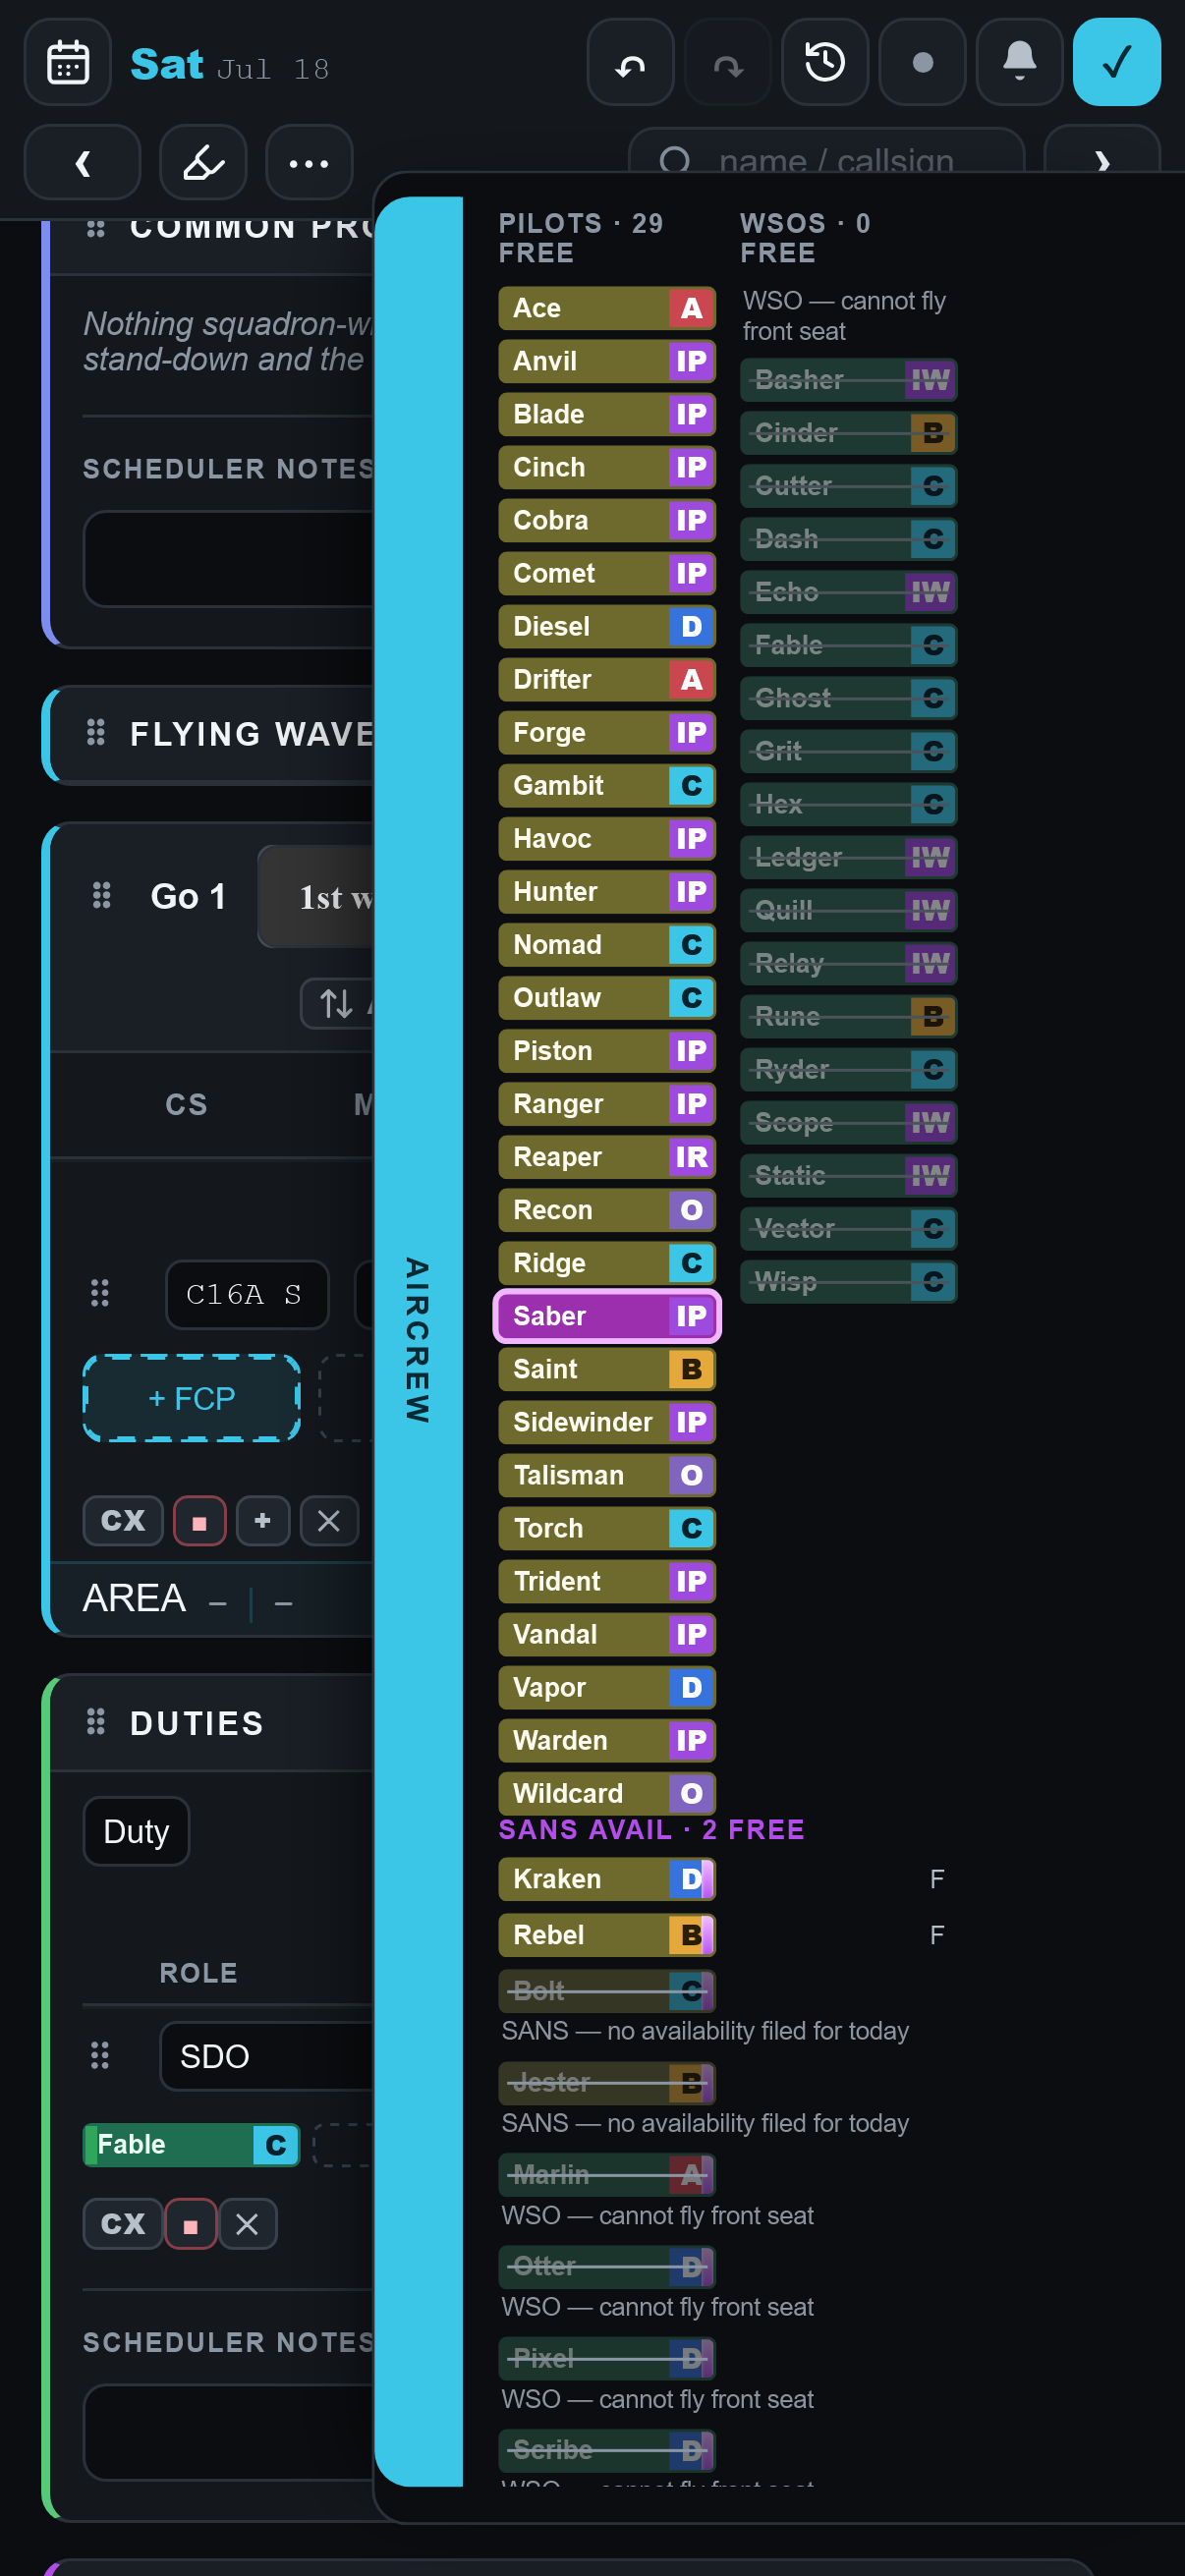 Sat Jul 18
name / callsign
COMMON
Nothing
stand-down and the
SCHEDULER NOTES
FLYING WAVE
Go 1
1st
CS
C16A S
+ FCP
CX
+
AREA – | –
DUTIES
Duty
ROLE
SDO
Fable C
CX
SCHEDULER NOTES
AIRCREW
PILOTS · 29
FREE
Ace A
Anvil IP
Blade IP
Cinch IP
Cobra IP
Comet IP
Diesel D
Drifter A
Forge IP
Gambit C
Havoc IP
Hunter IP
Nomad C
Outlaw C
Piston IP
Ranger IP
Reaper IR
Recon O
Ridge C
Saber IP
Saint B
Sidewinder IP
Talisman O
Torch C
Trident IP
Vandal IP
Vapor D
Warden IP
Wildcard O
WSOS · 0
FREE
WSO — cannot fly
front seat
Basher IW
Cinder B
Cutter C
Dash C
Echo IW
Fable C
Ghost C
Grit C
Hex C
Ledger IW
Quill IW
Relay IW
Rune B
Ryder C
Scope IW
Static IW
Vector C
Wisp C
SANS AVAIL · 2 FREE
Kraken D F
Rebel B F
Bolt C
SANS — no availability filed for today
Jester B
SANS — no availability filed for today
Marlin A
WSO — cannot fly front seat
Otter D
WSO — cannot fly front seat
Pixel D
WSO — cannot fly front seat
Scribe D
WSO — cannot fly front seat